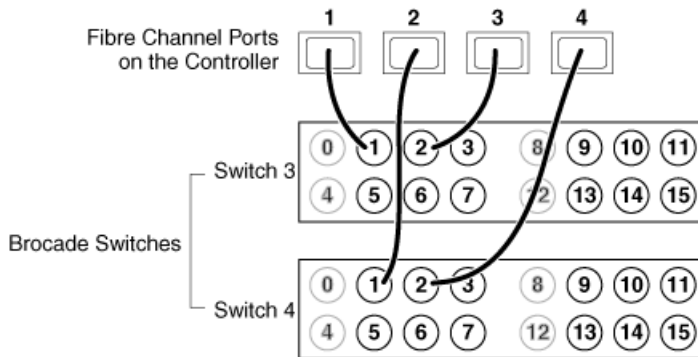 1 2 3 4
Fibre Channel Ports
on the Controller
0 1 2 3 8 9 10 11
Switch 3
4 5 6 7 12 13 14 15
Brocade Switches
0 1 2 3 8 9 10 11
Switch 4
4 5 6 7 12 13 14 15